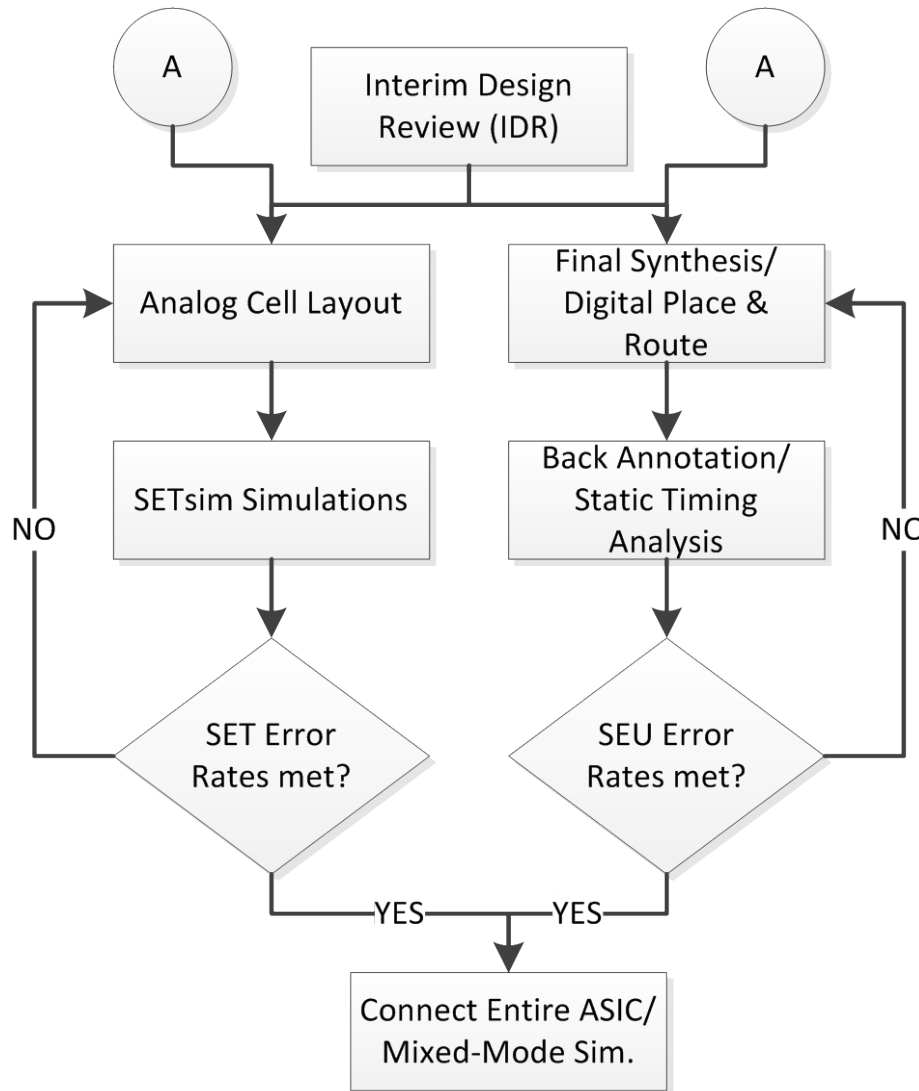 A
Interim Design
Review (IDR)
A
Analog Cell Layout
Final Synthesis/
Digital Place &
Route
SETsim Simulations
Back Annotation/
Static Timing
Analysis
NO
NO
SET Error
Rates met?
SEU Error
Rates met?
YES
YES
Connect Entire ASIC/
Mixed-Mode Sim.